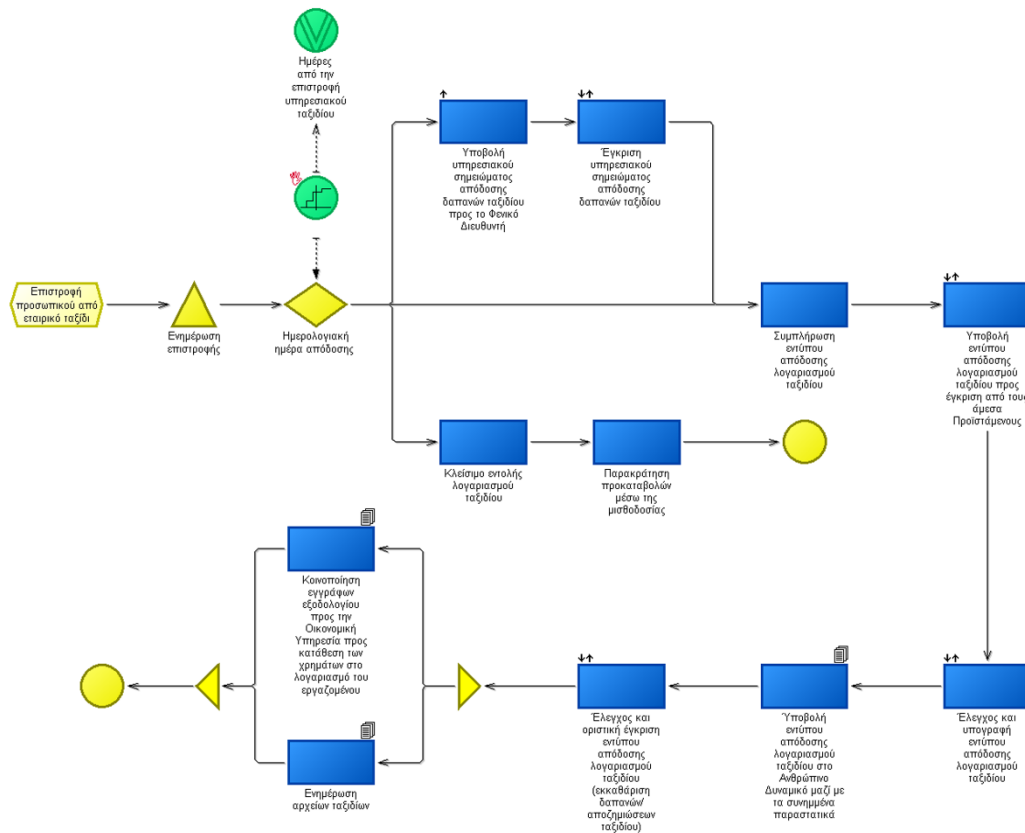 Ημέρες
από την
επιστροφή
υπηρεσιακού
ταξιδίου
Υποβολή
υπηρεσιακού
σημειώματος
απόδοσης
δαπανών ταξιδίου
προς το Φενικό
Διευθυντή
Έγκριση
υπηρεσιακού
σημειώματος
απόδοσης
δαπανών ταξιδίου
Επιστροφή
προσωπικού από
εταιρικό ταξίδι
Ενημέρωση
επιστροφής
Ημερολογιακή
ημέρα απόδοσης
Συμπλήρωση
εντύπου
απόδοσης
λογαριασμού
ταξιδίου
Υποβολή
εντύπου
απόδοσης
λογαριασμού
ταξιδίου προς
έγκριση από τους
άμεσα
Προϊστάμενους
Κλείσιμο εντολής
λογαριασμού
ταξιδίου
Παρακράτηση
προκαταβολών
μέσω της
μισθοδοσίας
Κοινοποίηση
εγγράφων
εξοδολογίου
προς την
Οικονομική
Υπηρεσία προς
κατάθεση των
χρημάτων στο
λογαριασμό του
εργαζομένου
Ενημέρωση
αρχείων ταξιδίων
Έλεγχος και
οριστική έγκριση
εντύπου
απόδοσης
λογαριασμού
ταξιδίου
(εκκαθάριση
δαπανών/
αποζημιώσεων
ταξιδίου)
Υποβολή
εντύπου
απόδοσης
λογαριασμού
ταξιδίου στο
Ανθρώπινο
Δυναμικό μαζί με
τα συνημμένα
παραστατικά
Έλεγχος και
υπογραφή
εντύπου
απόδοσης
λογαριασμού
ταξιδίου